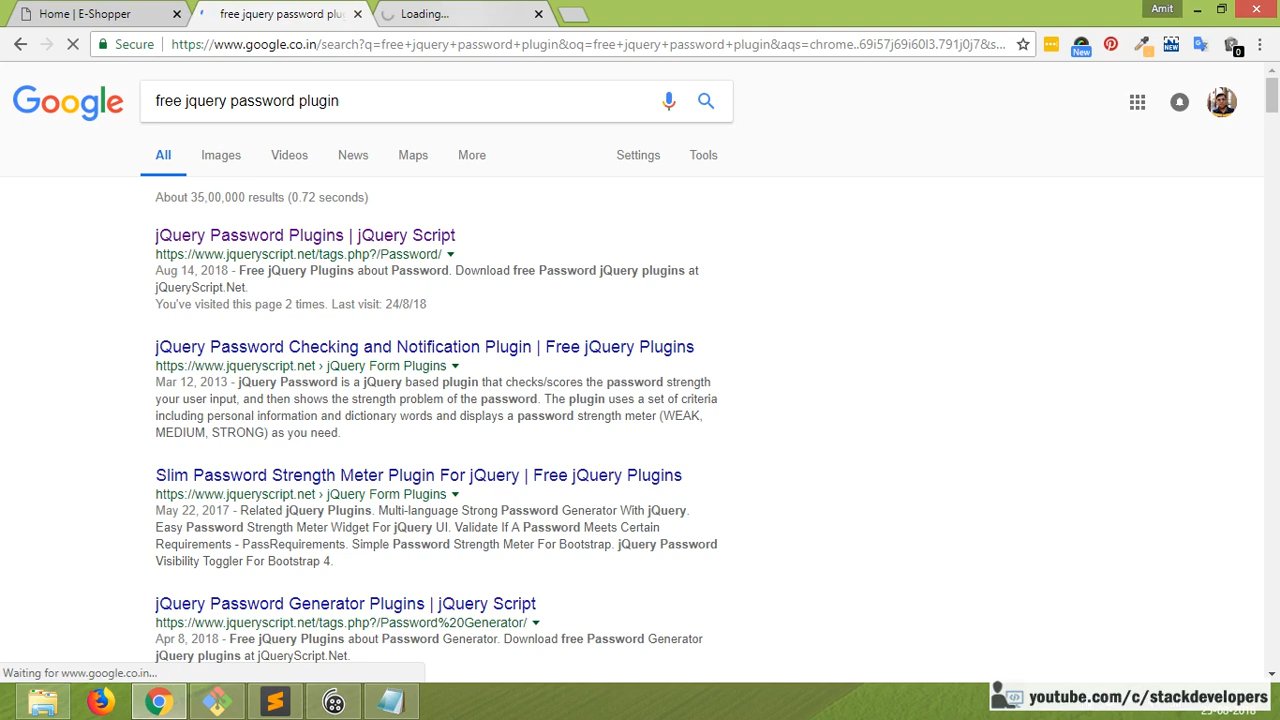 Home | E-Shopper
free jquery password plu
Loading...
Amit
Secure
https://www.google.co.in/search?q=free+jquery+password+plugin&oq=free+jquery+password+plugin&aqs=chrome..69i57j69i60l3.791j0j7&s...
New
NEW
0
Google
free jquery password plugin
All
Images
Videos
News
Maps
More
Settings
Tools
About 35,00,000 results (0.72 seconds)
jQuery Password Plugins | jQuery Script
https://www.jqueryscript.net/tags.php?/Password/
Aug 14, 2018 - Free jQuery Plugins about Password. Download free Password jQuery plugins at
jQueryScript.Net.
You've visited this page 2 times. Last visit: 24/8/18
jQuery Password Checking and Notification Plugin | Free jQuery Plugins
https://www.jqueryscript.net › jQuery Form Plugins
Mar 12, 2013 - jQuery Password is a jQuery based plugin that checks/scores the password strength
your user input, and then shows the strength problem of the password. The plugin uses a set of criteria
including personal information and dictionary words and displays a password strength meter (WEAK,
MEDIUM, STRONG) as you need.
Slim Password Strength Meter Plugin For jQuery | Free jQuery Plugins
https://www.jqueryscript.net › jQuery Form Plugins
May 22, 2017 - Related jQuery Plugins. Multi-language Strong Password Generator With jQuery.
Easy Password Strength Meter Widget For jQuery UI. Validate If A Password Meets Certain
Requirements - PassRequirements. Simple Password Strength Meter For Bootstrap. jQuery Password
Visibility Toggler For Bootstrap 4.
jQuery Password Generator Plugins | jQuery Script
https://www.jqueryscript.net/tags.php?/Password%20Generator/
Apr 8, 2018 - Free jQuery Plugins about Password Generator. Download free Password Generator
jQuery plugins at jQueryScript.Net.
Waiting for www.google.co.in...
youtube.com/c/stackdevelopers